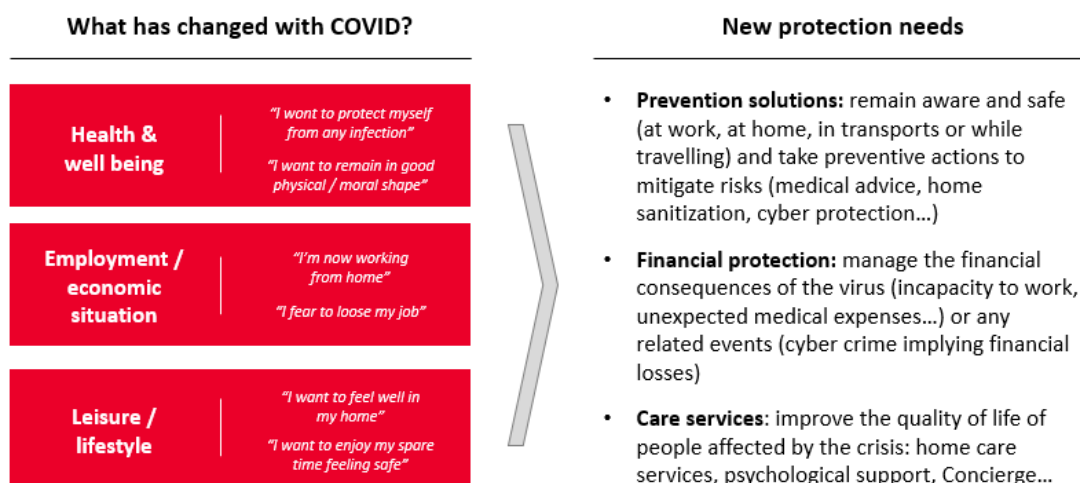 What has changed with COVID?
Health &
well being
“I want to protect myself
from any infection”
“I want to remain in good
physical / moral shape”
Employment /
economic
situation
“I’m now working
from home”
“I fear to loose my job”
Leisure /
lifestyle
“I want to feel well in
my home”
“I want to enjoy my spare
time feeling safe”
New protection needs
• Prevention solutions: remain aware and safe
(at work, at home, in transports or while
travelling) and take preventive actions to
mitigate risks (medical advice, home
sanitization, cyber protection…)
• Financial protection: manage the financial
consequences of the virus (incapacity to work,
unexpected medical expenses…) or any
related events (cyber crime implying financial
losses)
• Care services: improve the quality of life of
people affected by the crisis: home care
services, psychological support, Concierge…